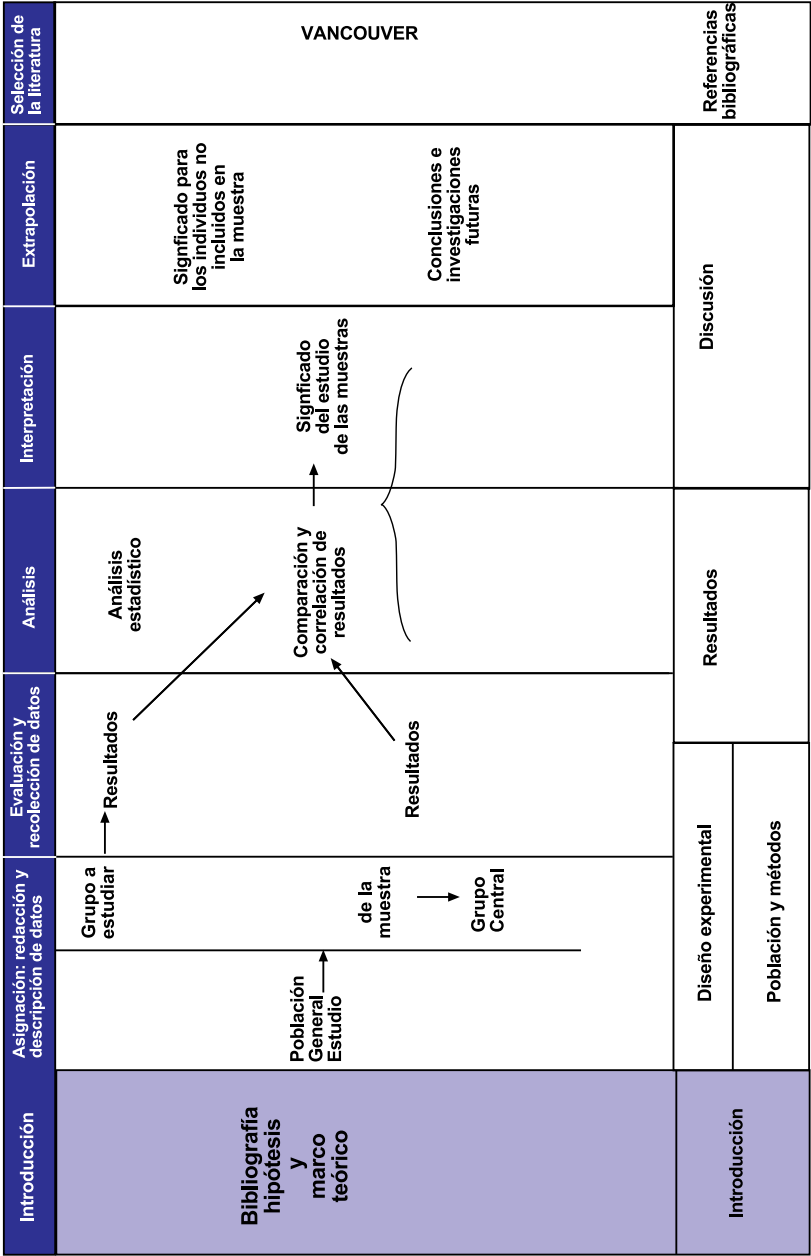 Introducción
Asignación: redacción y
descripción de datos
Evaluación y
recolección de datos
Análisis
Interpretación
Extrapolación
Selección de
la literatura
Bibliografía
hipótesis
y
marco
teórico
Población
General
Estudio
Grupo a
estudiar
de la
muestra
Grupo
Central
Resultados
Resultados
Análisis
estadístico
Comparación y
correlación de
resultados
Signficado
del estudio
de las muestras
Signficado para
los individuos no
incluidos en
la muestra
Conclusiones e
investigaciones
futuras
VANCOUVER
Introducción
Diseño experimental
Población y métodos
Resultados
Discusión
Referencias
bibliográficas